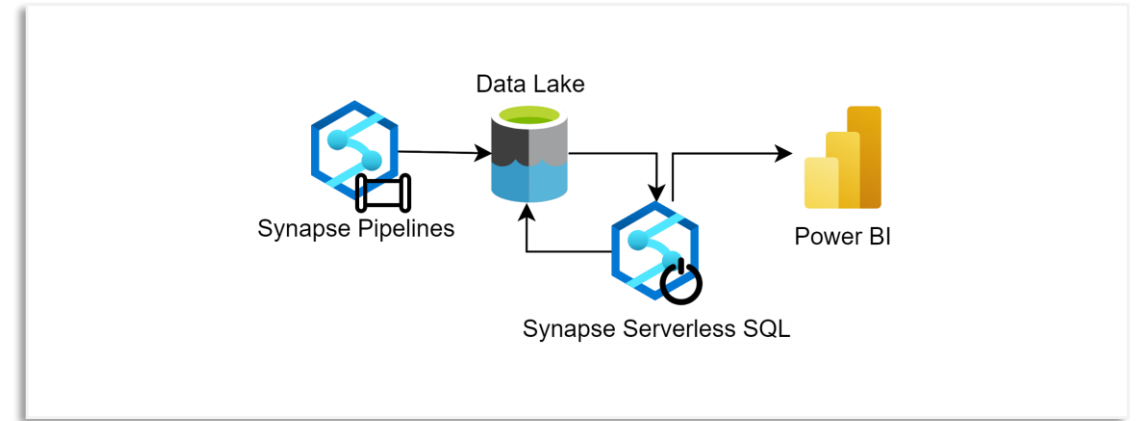 Data Lake
Synapse Pipelines
Power BI
Synapse Serverless SQL